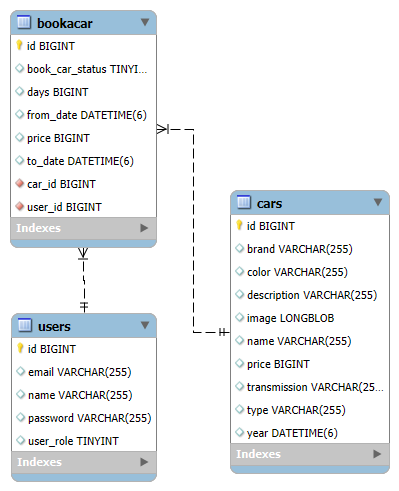 bookacar
id BIGINT
book_car_status TINYI...
days BIGINT
from_date DATETIME(6)
price BIGINT
to_date DATETIME(6)
car_id BIGINT
user_id BIGINT
Indexes
users
id BIGINT
email VARCHAR(255)
name VARCHAR(255)
password VARCHAR(255)
user_role TINYINT
Indexes
cars
id BIGINT
brand VARCHAR(255)
color VARCHAR(255)
description VARCHAR(255)
image LONGBLOB
name VARCHAR(255)
price BIGINT
transmission VARCHAR(25...
type VARCHAR(255)
year DATETIME(6)
Indexes